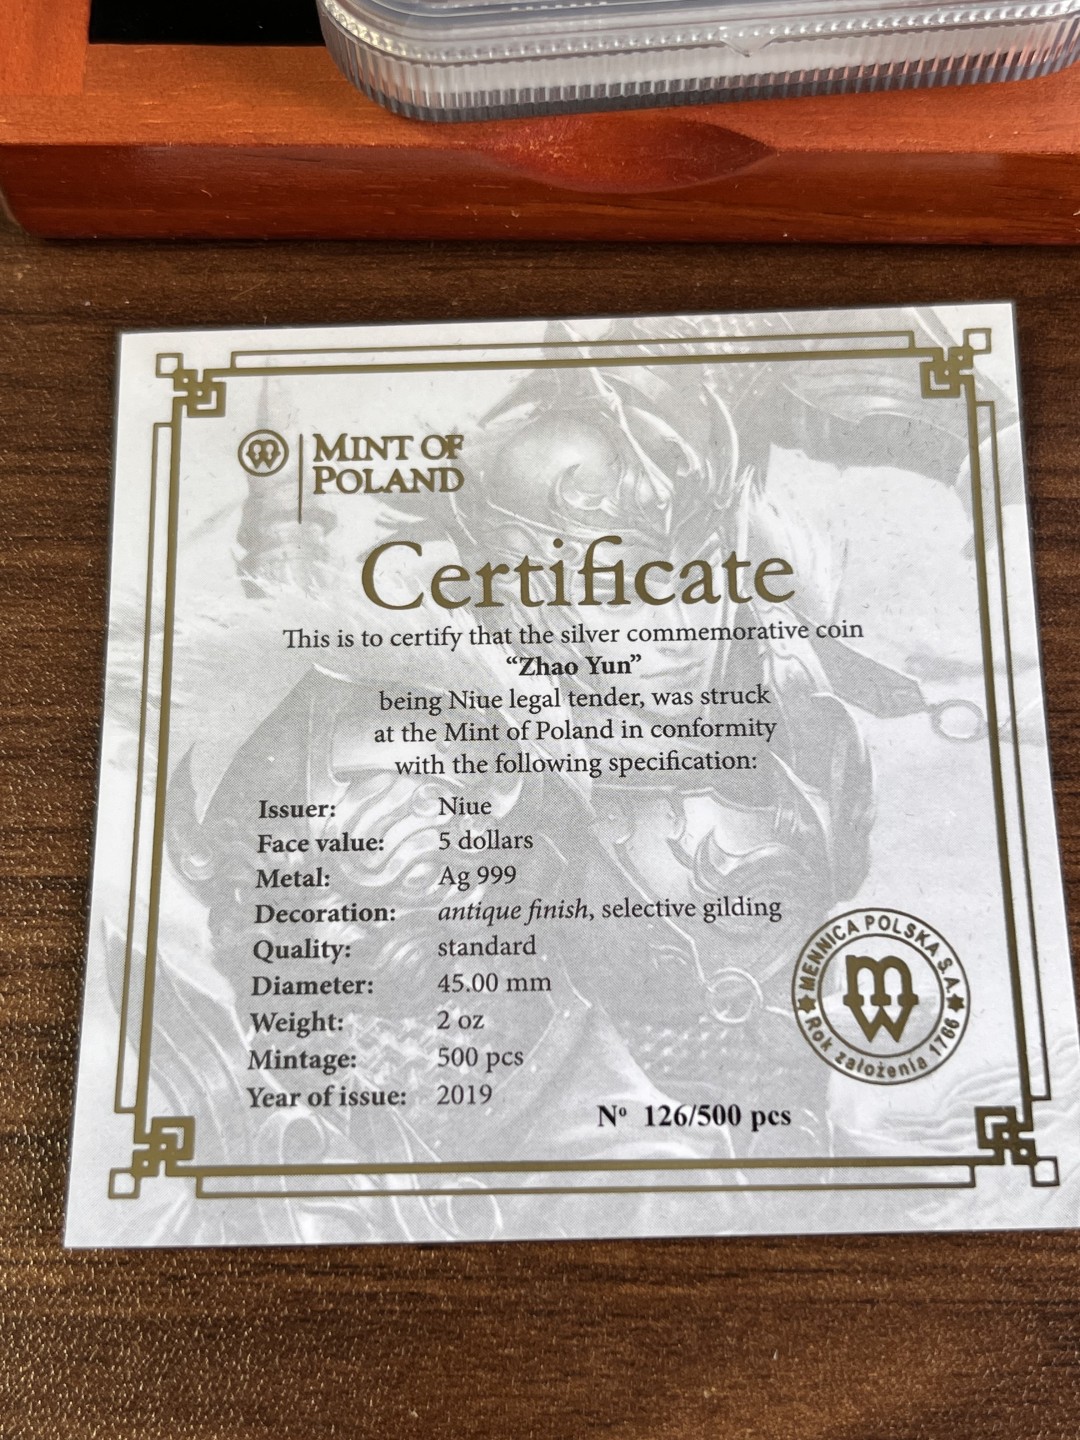 MINT OF
POLAND
Certificate
This is to certify that the silver commemorative coin
“Zhao Yun”
being Niue legal tender, was struck
at the Mint of Poland in conformity
with the following specification:
Issuer: Niue
Face value: 5 dollars
Metal: Ag 999
Decoration: antique finish, selective gilding
Quality: standard
Diameter: 45.00 mm
Weight: 2 oz
Mintage: 500 pcs
Year of issue: 2019
Nº 126/500 pcs
MENNICA POLSKA S.A.
Rok założenia 1766